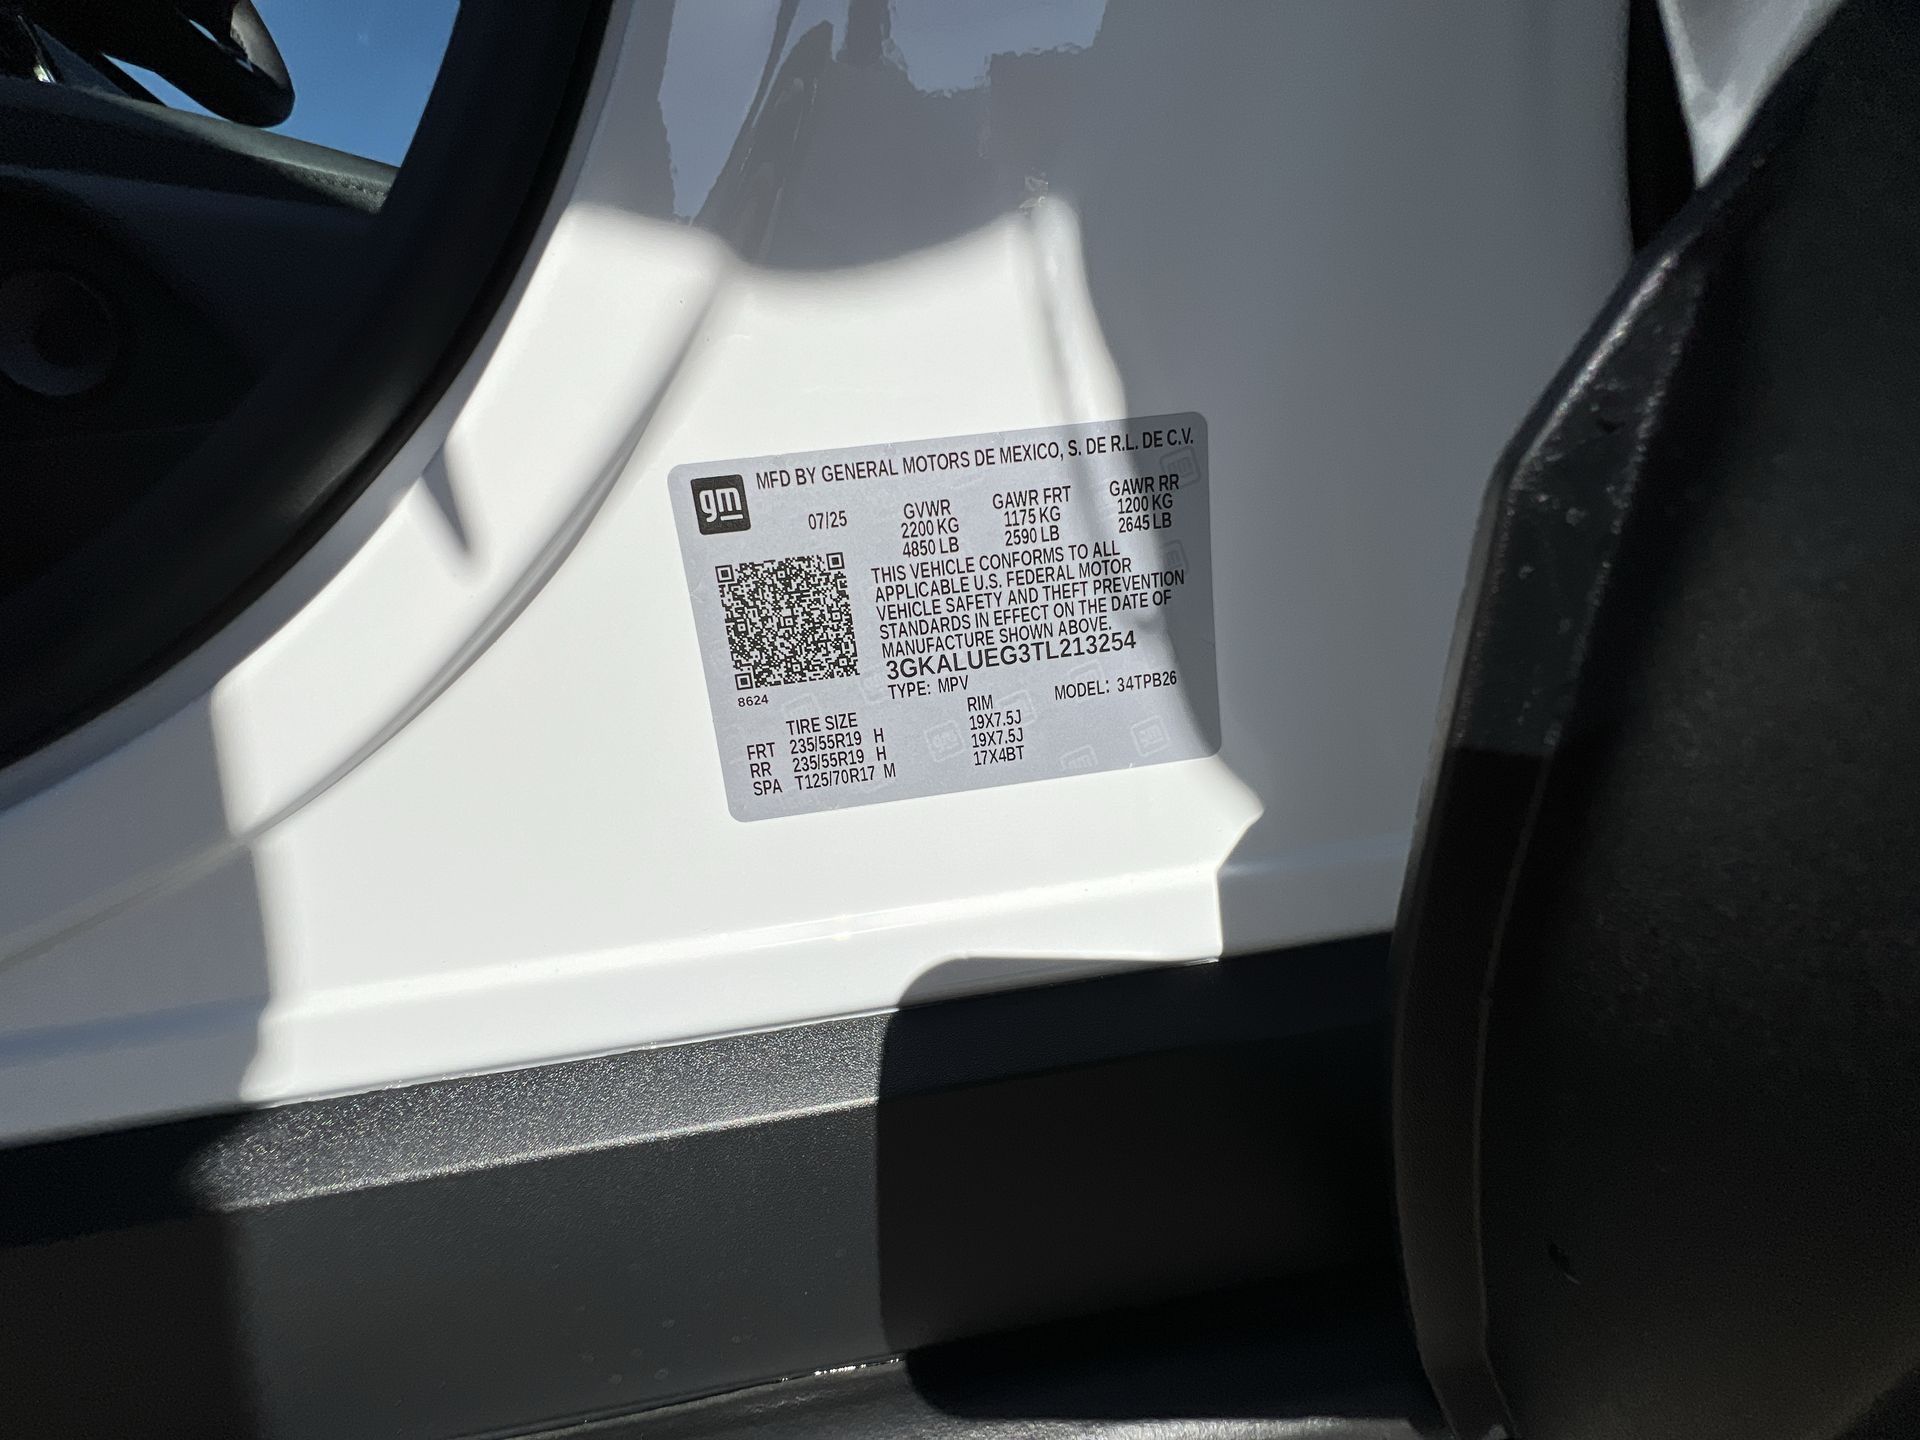 MFD BY GENERAL MOTORS DE MEXICO, S. DE R.L. DE C.V.
gm
07/25
GVWR GAWR FRT GAWR RR
2200 KG 1175 KG 1200 KG
4850 LB 2590 LB 2645 LB
THIS VEHICLE CONFORMS TO ALL
APPLICABLE U.S. FEDERAL MOTOR
VEHICLE SAFETY AND THEFT PREVENTION
STANDARDS IN EFFECT ON THE DATE OF
MANUFACTURE SHOWN ABOVE.
3GKALUEG3TL213254
TYPE: MPV MODEL: 34TPB26
8624
TIRE SIZE RIM
FRT 235/55R19 H 19X7.5J
RR 235/55R19 H 19X7.5J
SPA T125/70R17 M 17X4BT